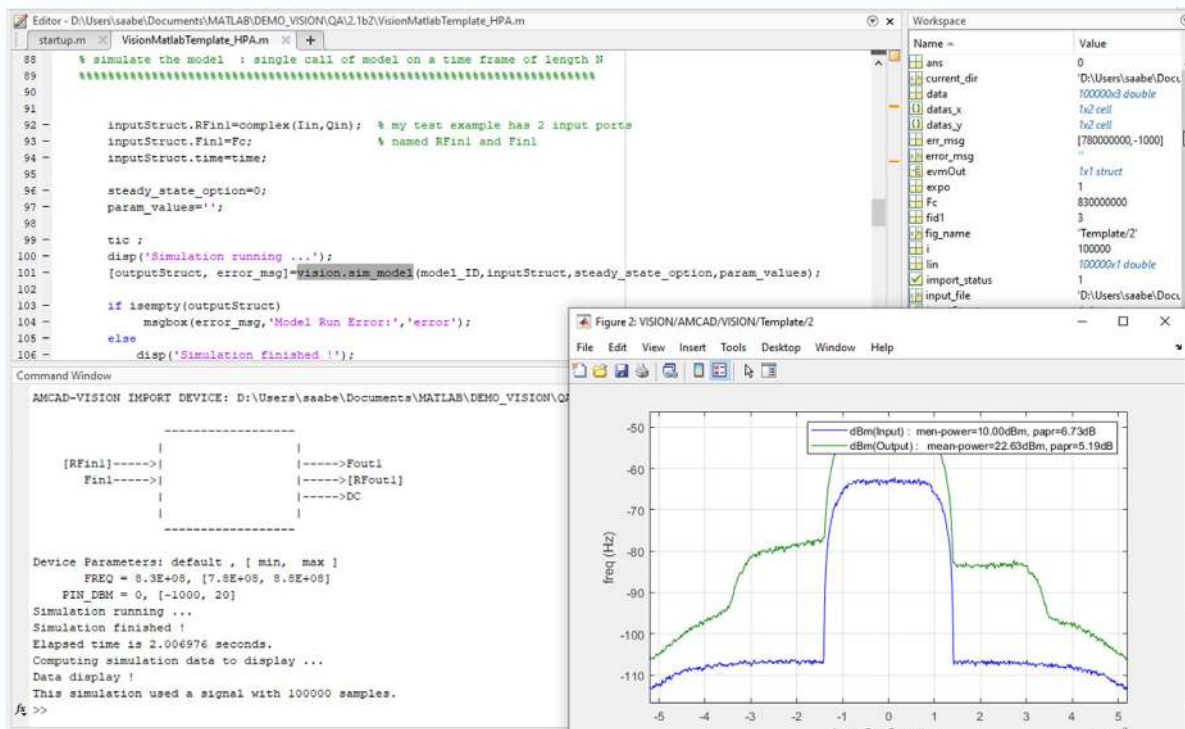 Editor - D:\Users\saabe\Documents\MATLAB\DEMO_VISION\QA\2.1b2\VisionMatlabTemplate_HPA.m
startup.m × VisionMatlabTemplate_HPA.m × +
88 % simulate the model : single call of model on a time frame of length N
89 %%%%%%%%%%%%%%%%%%%%%%%%%%%%%%%%%%%%%%%%%%%%%%%%%%%%%%%%%%%%%%%%%%%%%%%%
90
91
92 - inputStruct.RFin1=complex(Iin,Qin); % my test example has 2 input ports
93 - inputStruct.Fin1=Fc; % named RFin1 and Fin1
94 - inputStruct.time=time;
95
96 - steady_state_option=0;
97 - param_values='';
98
99 - tic ;
100 - disp('Simulation running ...');
101 - [outputStruct, error_msg]=vision.sim_model(model_ID,inputStruct,steady_state_option,param_values);
102
103 - if isempty(outputStruct)
104 - msgbox(error_msg,'Model Run Error:','error');
105 - else
106 - disp('Simulation finished !');
Workspace
Name Value
ans 0
current_dir 'D:\Users\saabe\Docu
data 100000x3 double
datas_x 1x2 cell
datas_y 1x2 cell
err_msg [780000000,-1000]
error_msg ''
evmOut 1x1 struct
expo 1
Fc 830000000
fid1 3
fig_name 'Template/2'
i 100000
Iin 100000x1 double
import_status 1
input_file 'D:\Users\saabe\Docu
Command Window
AMCAD-VISION IMPORT DEVICE: D:\Users\saabe\Documents\MATLAB\DEMO_VISION\QA
[RFin1]----->| |----->Fout1
Fin1----->| |----->[RFout1]
| |----->DC
Device Parameters: default , [ min, max ]
FREQ = 8.3E+08, [7.8E+08, 8.8E+08]
PIN_DBM = 0, [-1000, 20]
Simulation running ...
Simulation finished !
Elapsed time is 2.006976 seconds.
Computing simulation data to display ...
Data display !
This simulation used a signal with 100000 samples.
fx >>
Figure 2: VISION/AMCAD/VISION/Template/2
File Edit View Insert Tools Desktop Window Help
dBm(Input) : men-power=10.00dBm, papr=6.73dB
dBm(Output) : mean-power=22.63dBm, papr=5.19dB
freq (Hz)
-50
-60
-70
-80
-90
-100
-110
-5 -4 -3 -2 -1 0 1 2 3 4 5